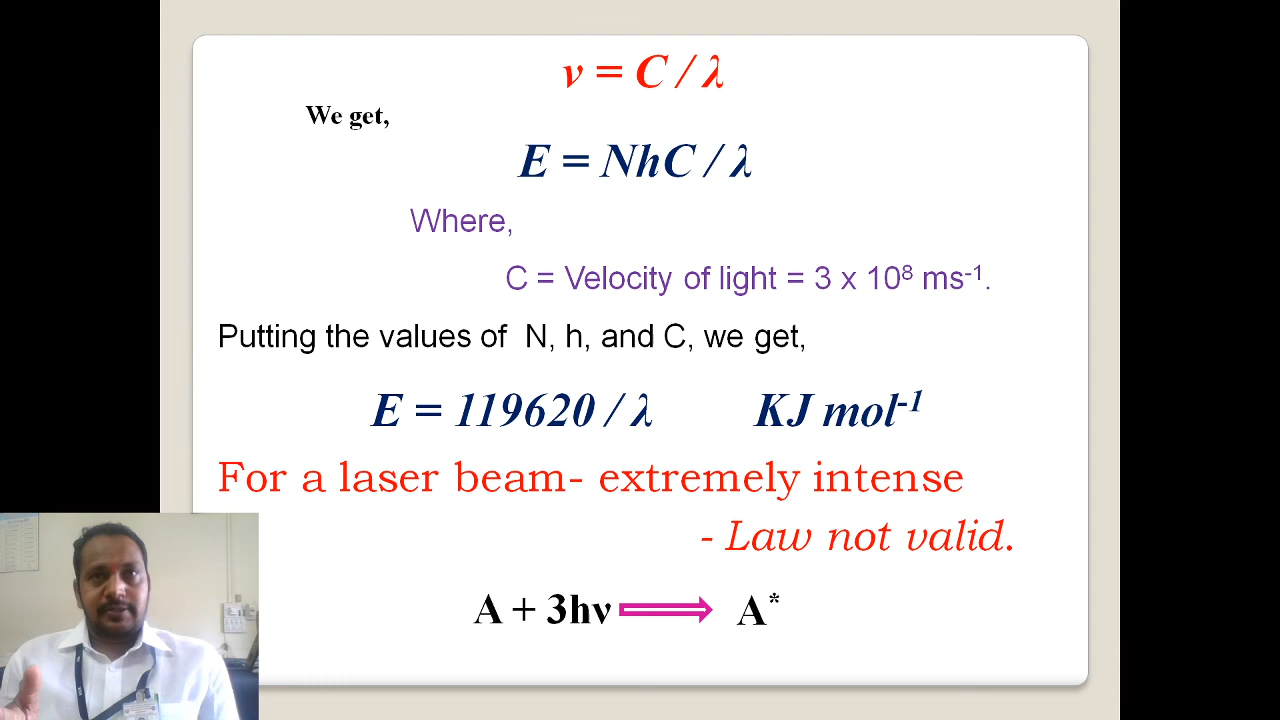 ν = C / λ
We get,
E = NhC / λ
Where,
C = Velocity of light = 3 x 10⁸ ms⁻¹.
Putting the values of N, h, and C, we get,
E = 119620 / λ KJ mol⁻¹
For a laser beam- extremely intense
- Law not valid.
A + 3hν ⟹ A*